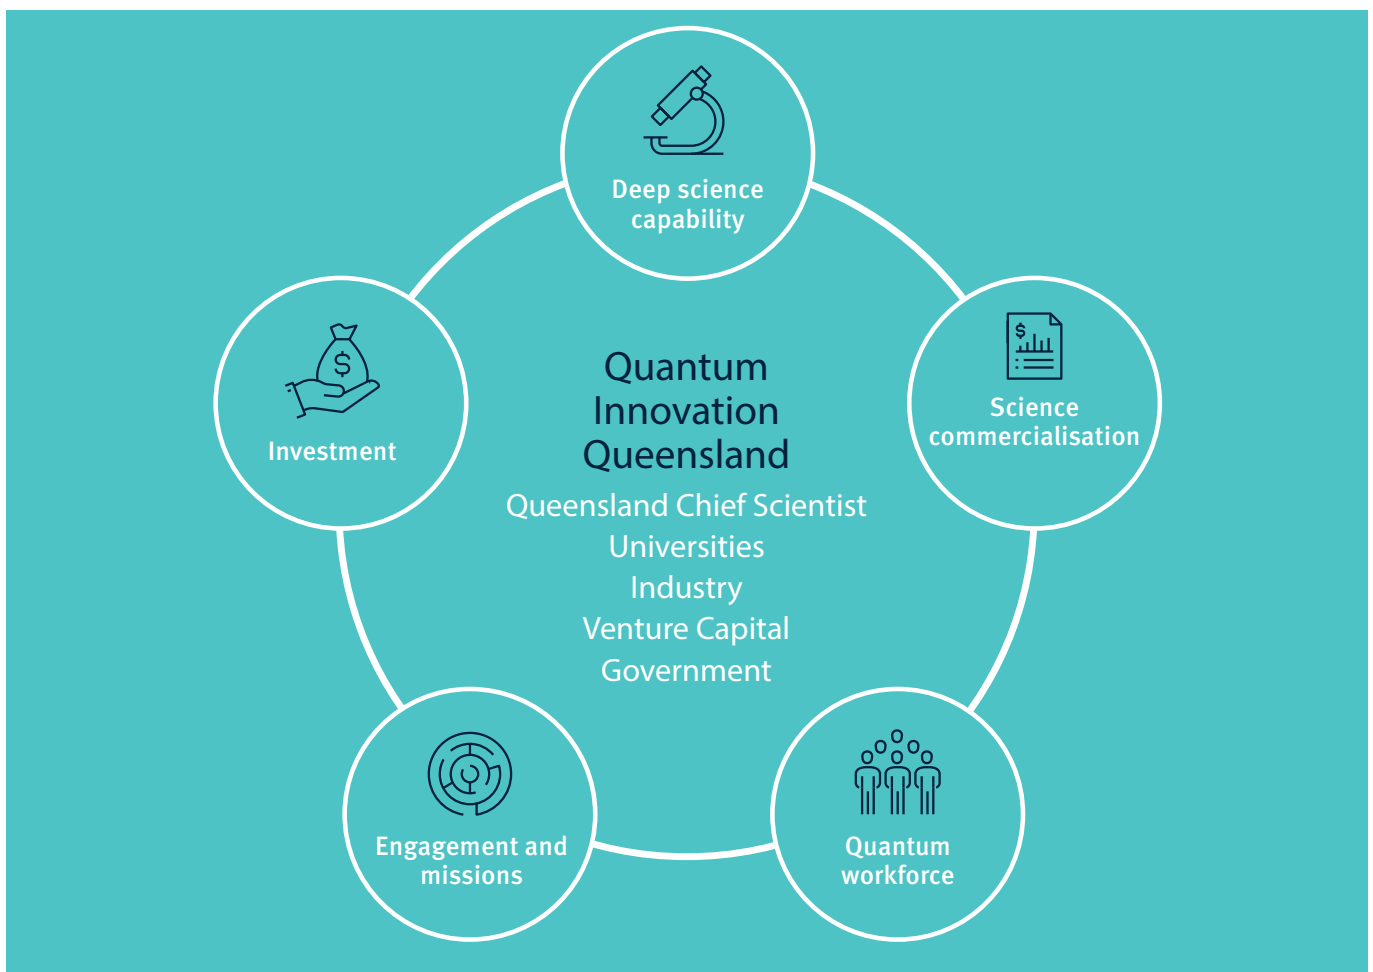 Deep science
capability
$
Science
commercialisation
$
Investment
Quantum
Innovation
Queensland
Queensland Chief Scientist
Universities
Industry
Venture Capital
Government
Engagement and
missions
Quantum
workforce